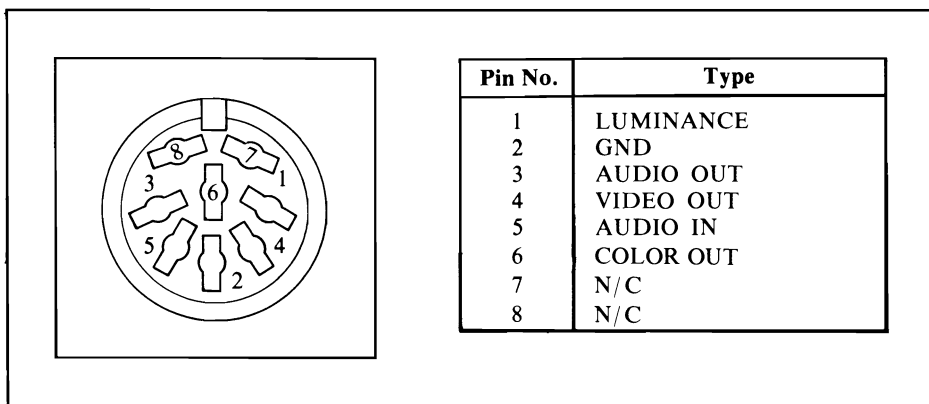 8 7
3 6 1
5 4
2
Pin No. Type
1 LUMINANCE
2 GND
3 AUDIO OUT
4 VIDEO OUT
5 AUDIO IN
6 COLOR OUT
7 N/C
8 N/C